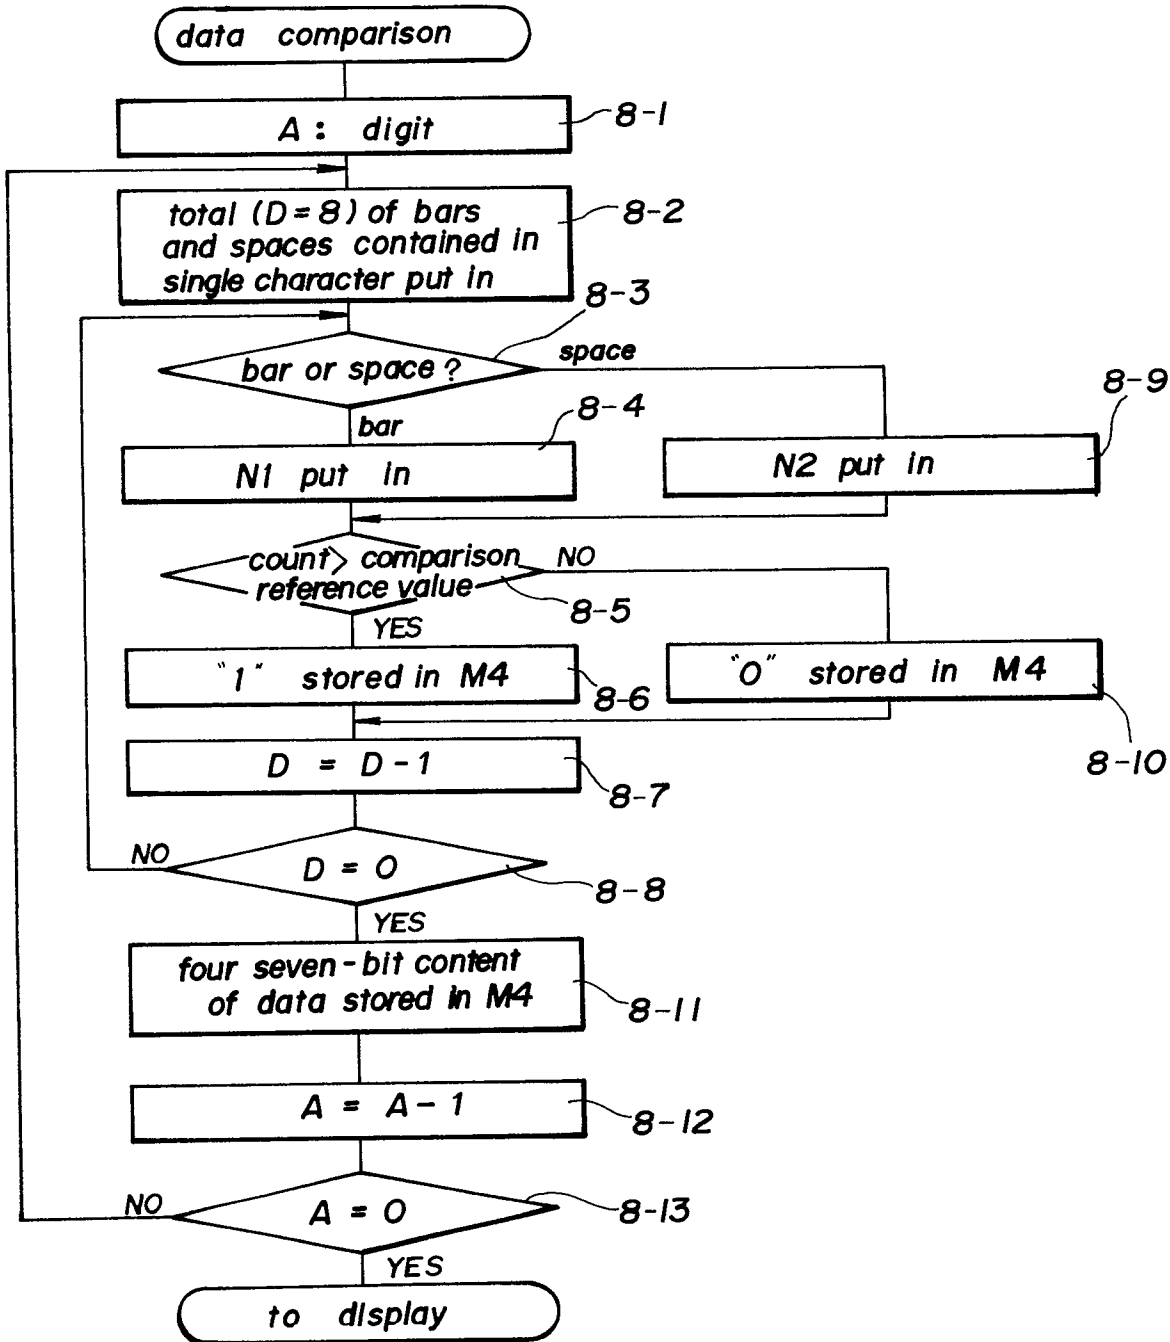 data comparison
A : digit
8-1
total (D = 8) of bars
and spaces contained in
single character put in
8-2
8-3
bar or space ?
space
bar
8-4
N1 put in
8-9
N2 put in
count > comparison
reference value
NO
8-5
YES
"1" stored in M4
8-6
"0" stored in M4
8-10
D = D-1
8-7
NO
D = 0
8-8
YES
four seven-bit content
of data stored in M4
8-11
A = A-1
8-12
NO
A = 0
8-13
YES
to display